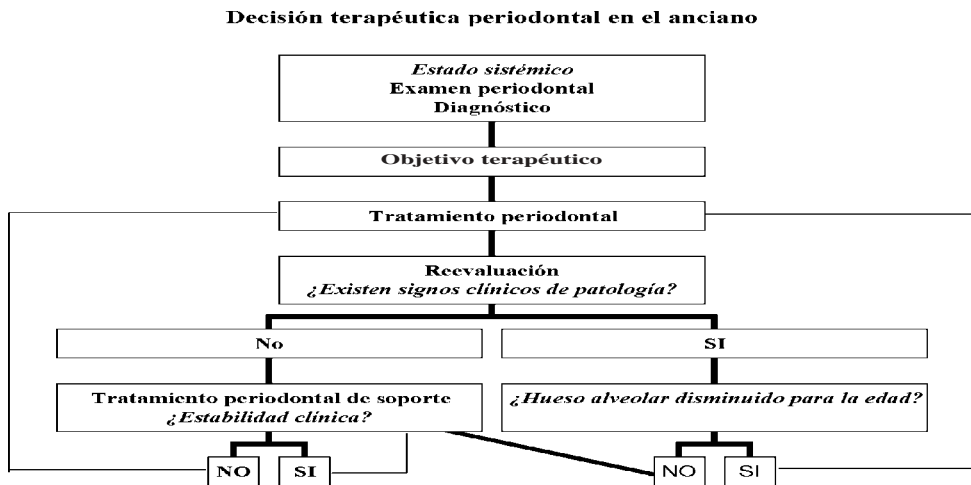 Decisión terapéutica periodontal en el anciano
Estado sistémico
Examen periodontal
Diagnóstico
Objetivo terapéutico
Tratamiento periodontal
Reevaluación
¿Existen signos clínicos de patología?
No
SI
Tratamiento periodontal de soporte
¿Estabilidad clínica?
¿Hueso alveolar disminuido para la edad?
NO
SI
NO
SI